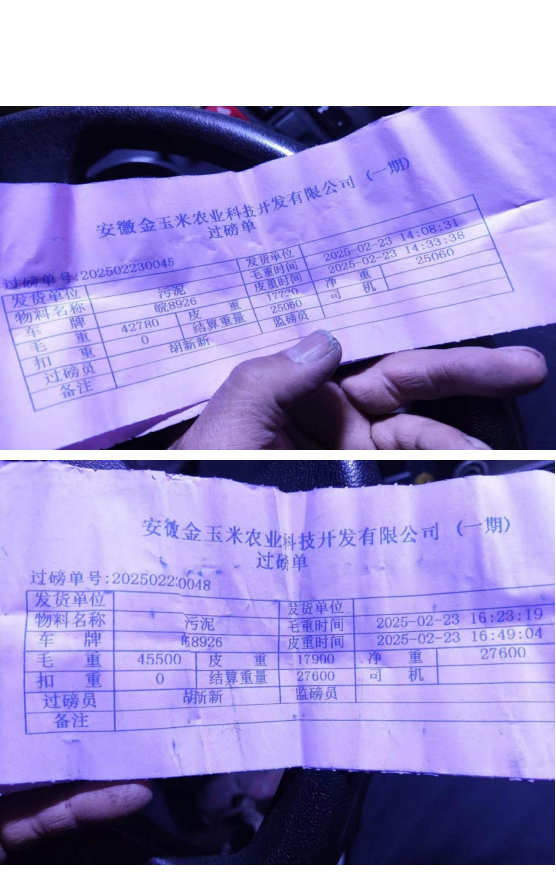 安徽金玉米农业科技开发有限公司 (一期)
过磅单
过磅单号:202502230045
发货单位 发货单位
物料名称 污泥 毛重时间 2025-02-23 14:08:31
车 牌 皖8926 皮重时间 2025-02-23 14:33:38
毛 重 42780 皮 重 17720 净 重 25060
扣 重 0 结算重量 25060 司 机
过磅员 胡新新 监磅员
备注
安徽金玉米农业科技开发有限公司 (一期)
过磅单
过磅单号:2025022 0048
发货单位 发货单位
物料名称 污泥 毛重时间 2025-02-23 16:23:19
车 牌 8926 皮重时间 2025-02-23 16:49:04
毛 重 45500 皮 重 17900 净 重 27600
扣 重 0 结算重量 27600 司 机
过磅员 胡新新 监磅员
备注